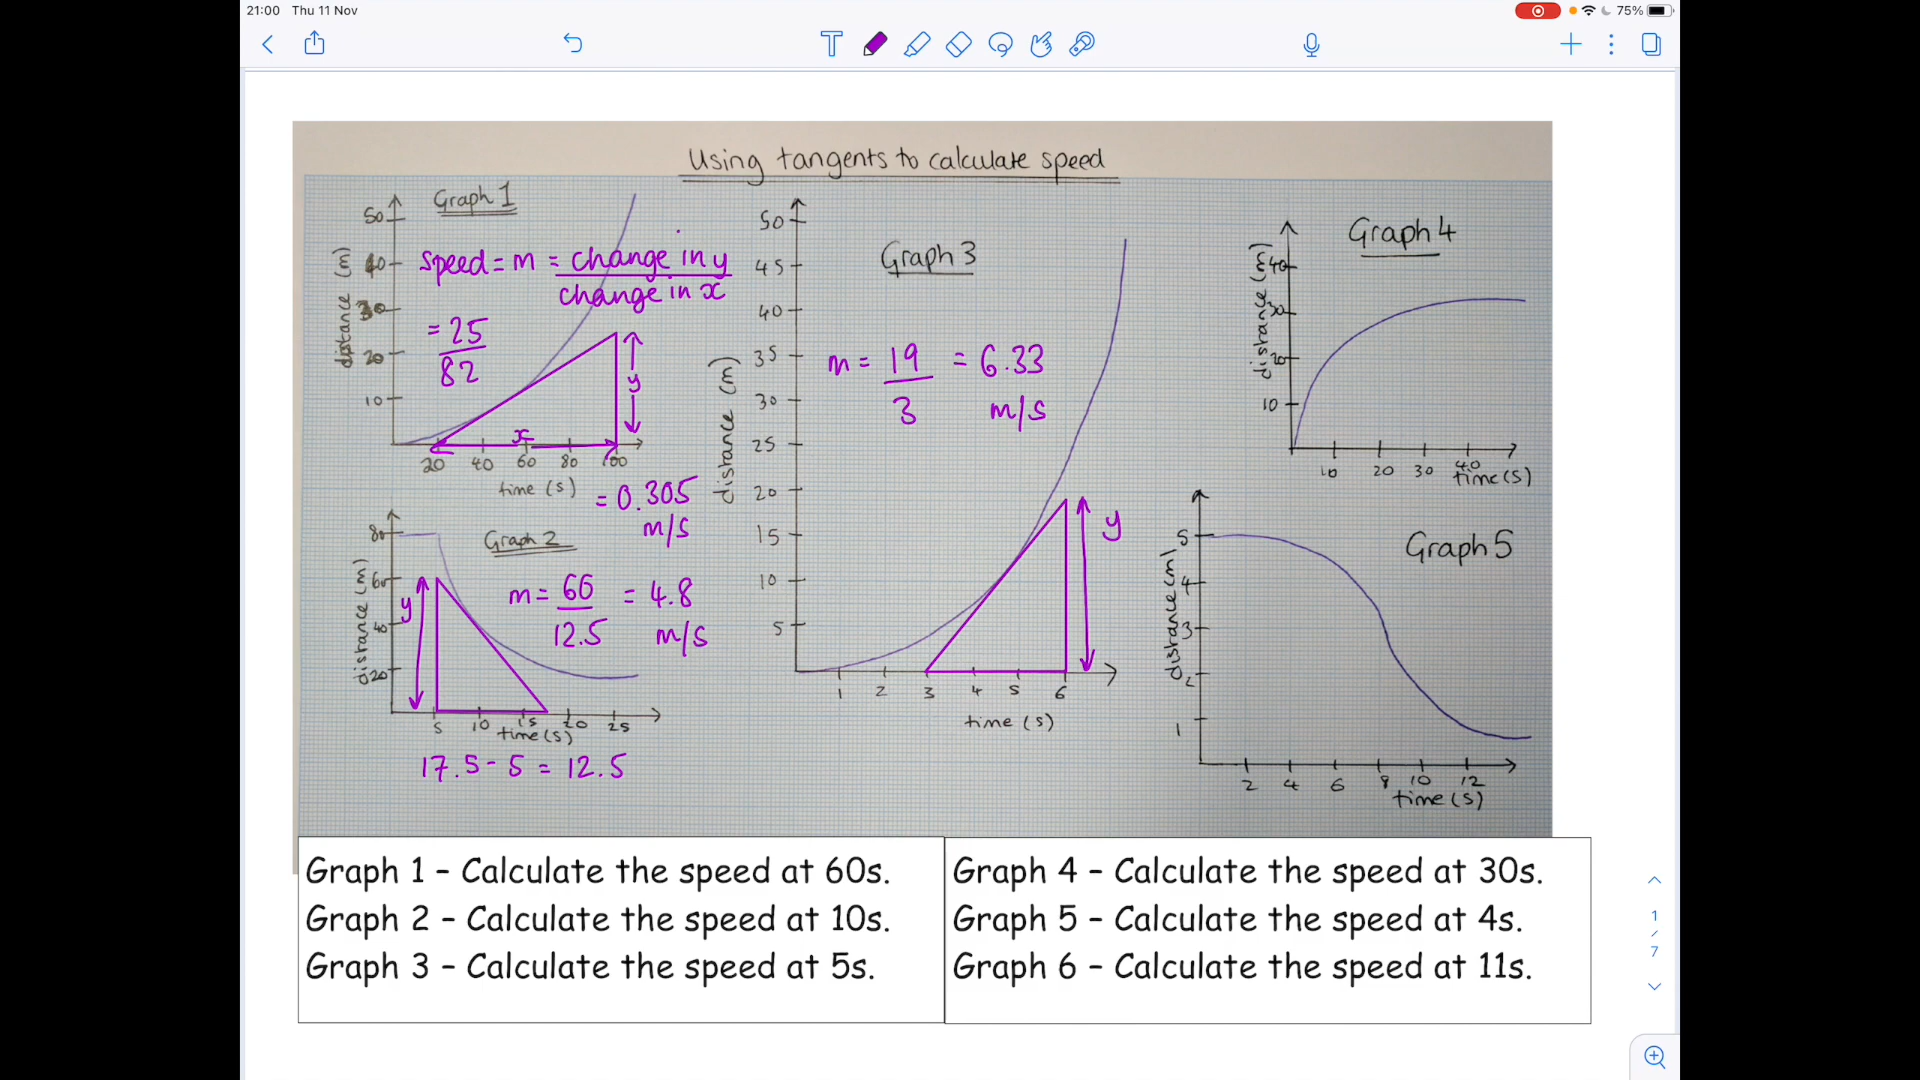 21:00 Thu 11 Nov
75%
Using tangents to calculate speed
Graph 1
50
40
30
20
10
distance (m)
speed = m = change in y
change in x
= 25
82
y
x
20 40 60 80 100
time (s)
= 0.305
m/s
Graph 2
80
60
40
20
distance (m)
y
m = 60 = 4.8
12.5 m/s
5 10 15 20 25
time (s)
17.5 - 5 = 12.5
Graph 3
50
45
40
35
30
25
20
15
10
5
distance (m)
m = 19 = 6.33
3 m/s
y
1 2 3 4 5 6
time (s)
Graph 4
40
30
20
10
distance (m)
10 20 30 40
time (s)
Graph 5
5
4
3
2
1
distance (m)
2 4 6 8 10 12
time (s)
Graph 1 – Calculate the speed at 60s.
Graph 2 – Calculate the speed at 10s.
Graph 3 – Calculate the speed at 5s.
Graph 4 – Calculate the speed at 30s.
Graph 5 – Calculate the speed at 4s.
Graph 6 – Calculate the speed at 11s.
1
/
7